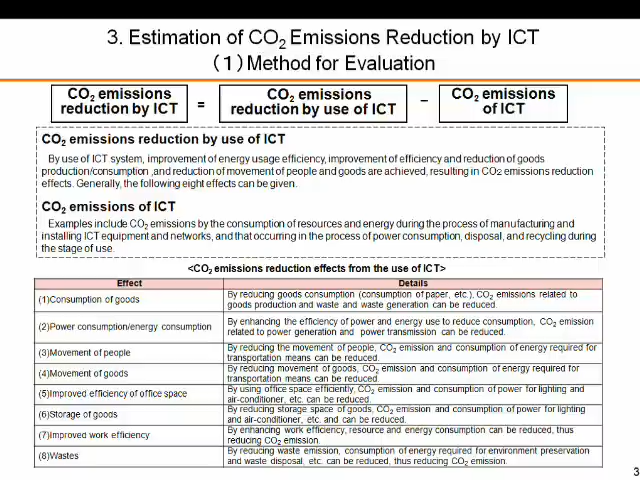 3. Estimation of CO2 Emissions Reduction by ICT
（1）Method for Evaluation
CO2 emissions
reduction by ICT
=
CO2 emissions
reduction by use of ICT
−
CO2 emissions
of ICT
CO2 emissions reduction by use of ICT
By use of ICT system, improvement of energy usage efficiency, improvement of efficiency and reduction of goods
production/consumption ,and reduction of movement of people and goods are achieved, resulting in CO2 emissions reduction
effects. Generally, the following eight effects can be given.
CO2 emissions of ICT
Examples include CO2 emissions by the consumption of resources and energy during the process of manufacturing and
installing ICT equipment and networks, and that occurring in the process of power consumption, disposal, and recycling during
the stage of use.
<CO2 emissions reduction effects from the use of ICT>
Effect Details
(1)Consumption of goods
By reducing goods consumption (consumption of paper, etc.), CO2 emissions related to
goods production and waste and waste generation can be reduced.
(2)Power consumption/energy consumption
By enhancing the efficiency of power and energy use to reduce consumption, CO2 emission
related to power generation and power transmission can be reduced.
(3)Movement of people
By reducing the movement of people, CO2 emission and consumption of energy required for
transportation means can be reduced.
(4)Movement of goods
By reducing movement of goods, CO2 emission and consumption of energy required for
transportation means can be reduced.
(5)Improved efficiency of office space
By using office space efficiently, CO2 emission and consumption of power for lighting and
air-conditioner, etc. can be reduced.
(6)Storage of goods
By reducing storage space of goods, CO2 emission and consumption of power for lighting
and air-conditioner, etc. and can be reduced.
(7)Improved work efficiency
By enhancing work efficiency, resource and energy consumption can be reduced, thus
reducing CO2 emission.
(8)Wastes
By reducing waste emission, consumption of energy required for environment preservation
and waste disposal, etc. can be reduced, thus reducing CO2 emission.
3